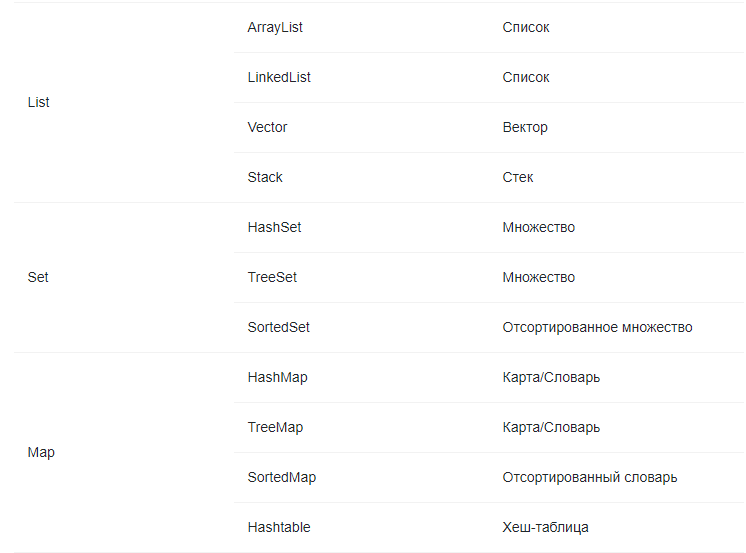 ArrayList Список
LinkedList Список
List
Vector Вектор
Stack Стек
HashSet Множество
Set TreeSet Множество
SortedSet Отсортированное множество
HashMap Карта/Словарь
TreeMap Карта/Словарь
Map
SortedMap Отсортированный словарь
Hashtable Хеш-таблица